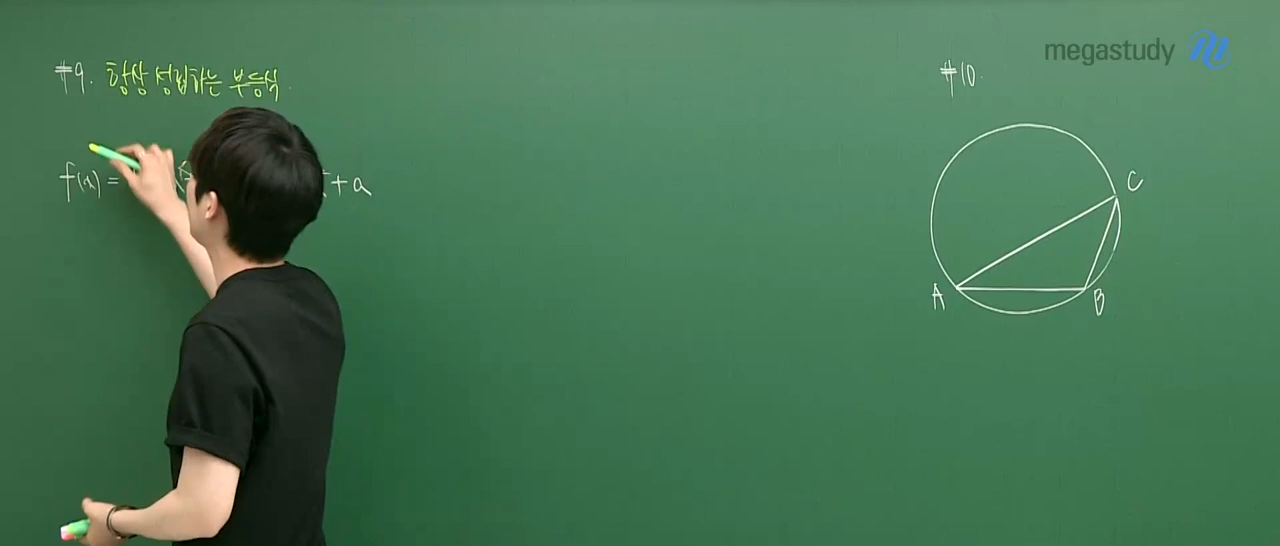 megastudy
#9. 항상 성립하는 부등식.
#10.
f(x) =
+ a
C
A
B